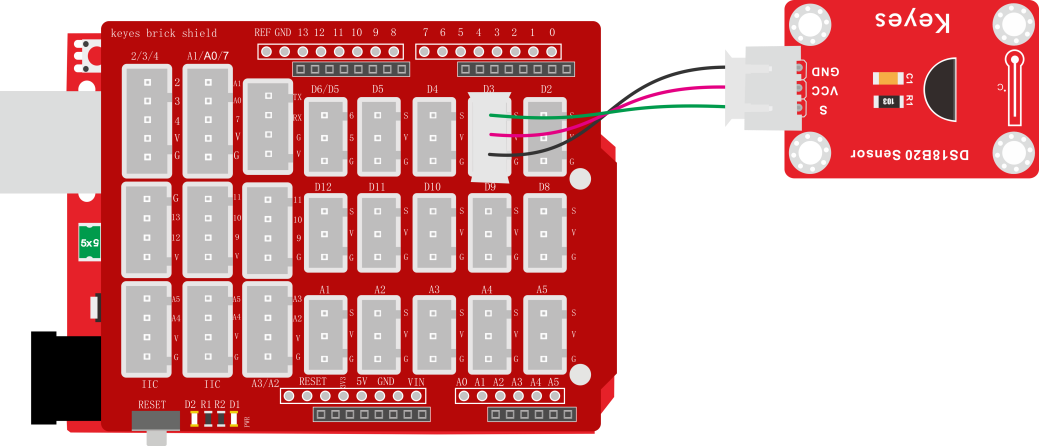 keyes brick shield
REF GND 13 12 11 10 9 8
7 6 5 4 3 2 1 0
2/3/4
A1/A0/7
2
3
4
V
G
A1
A0
7
V
G
TX
RX
G
V
D6/D5
D5
D4
D3
D2
6
5
V
G
S
V
G
S
V
G
S
V
G
S
V
G
G
13
12
V
11
10
9
V
11
10
9
G
D12
D11
D10
D9
D8
S
V
G
S
V
G
S
V
G
S
V
G
S
V
G
A5
A4
V
G
A5
A4
V
G
A3
A2
V
G
A1
A2
A3
A4
A5
S
V
G
S
V
G
S
V
G
S
V
G
S
V
G
IIC
IIC
A3/A2
RESET 3V3 5V GND VIN
A0 A1 A2 A3 A4 A5
RESET
D2 R1 R2 D1
PWR
5x5
Keyes
GND
VCC
S
C1
R1
103
°C
DS18B20 Sensor